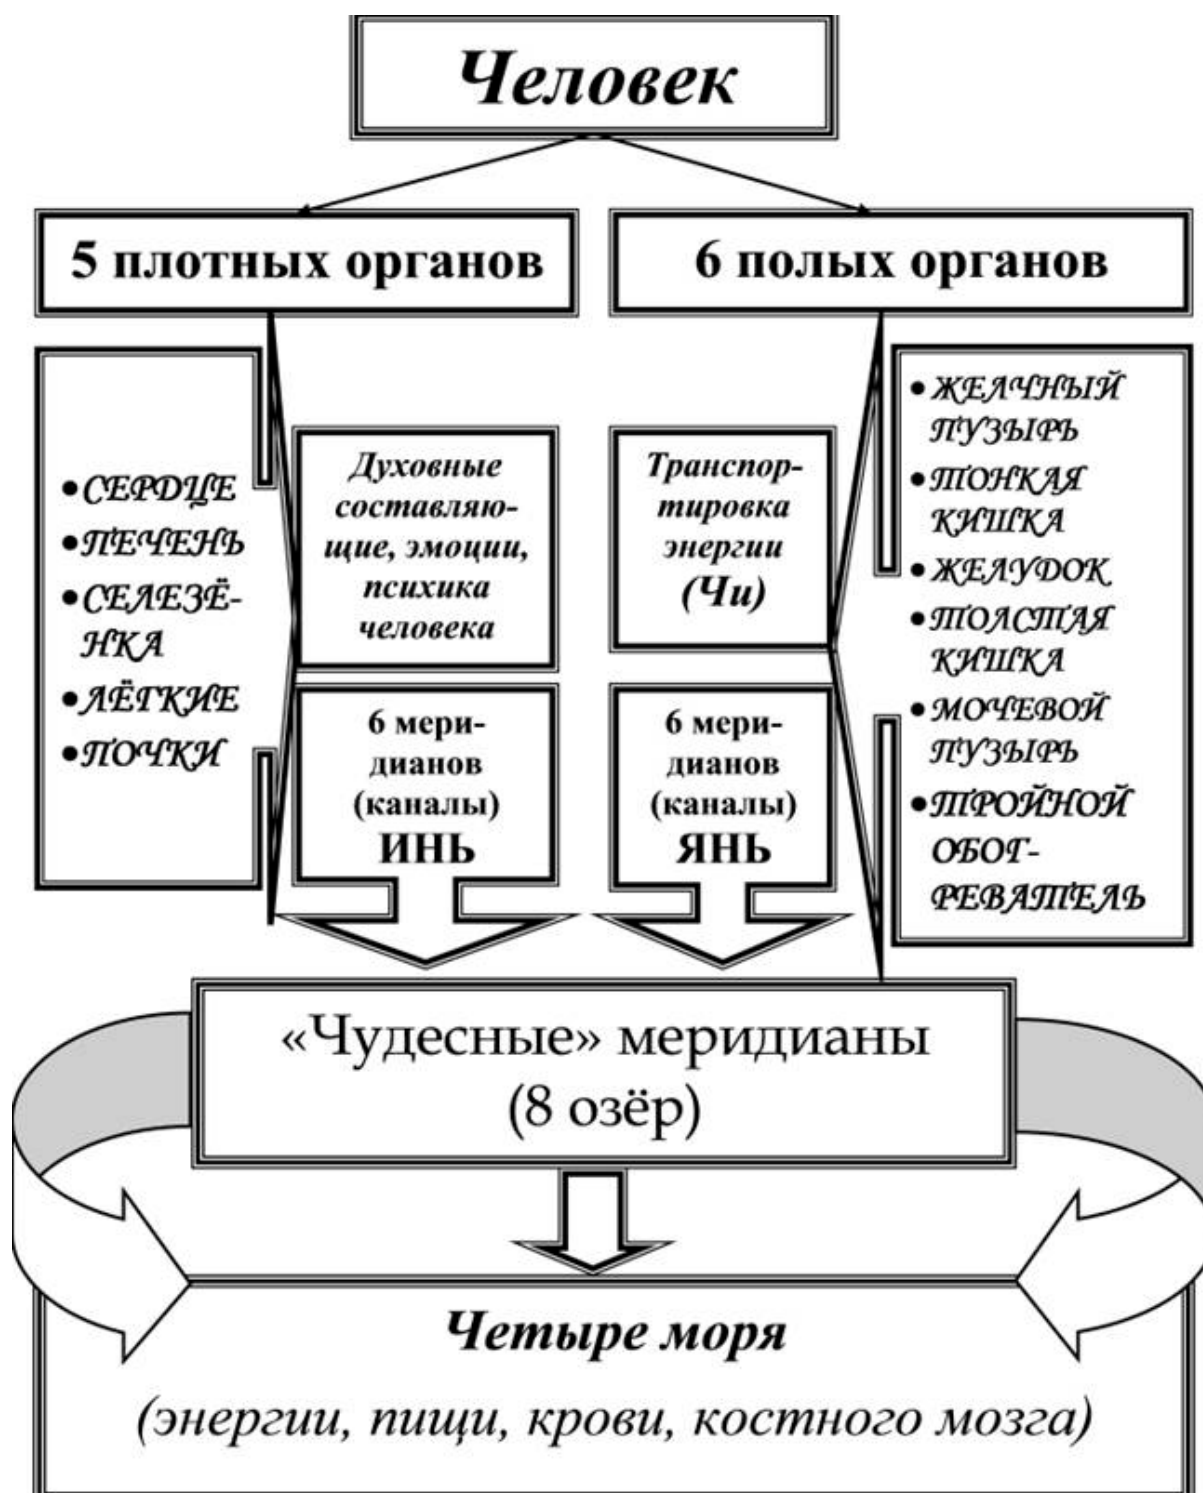 Человек
5 плотных органов
6 полых органов
• СЕРДЦЕ
• ПЕЧЕНЬ
• СЕЛЕЗЁ-
НКА
• ЛЁГКИЕ
• ПОЧКИ
Духовные
составляю-
щие, эмоции,
психика
человека
6 мери-
дианов
(каналы)
ИНЬ
Транспор-
тировка
энергии
(Чи)
6 мери-
дианов
(каналы)
ЯНЬ
• ЖЕЛЧНЫЙ
ПУЗЫРЬ
• ТОНКАЯ
КИШКА
• ЖЕЛУДОК
• ТОЛСТАЯ
КИШКА
• МОЧЕВОЙ
ПУЗЫРЬ
• ТРОЙНОЙ
ОБОГ-
РЕВАТЕЛЬ
«Чудесные» меридианы
(8 озёр)
Четыре моря
(энергии, пищи, крови, костного мозга)